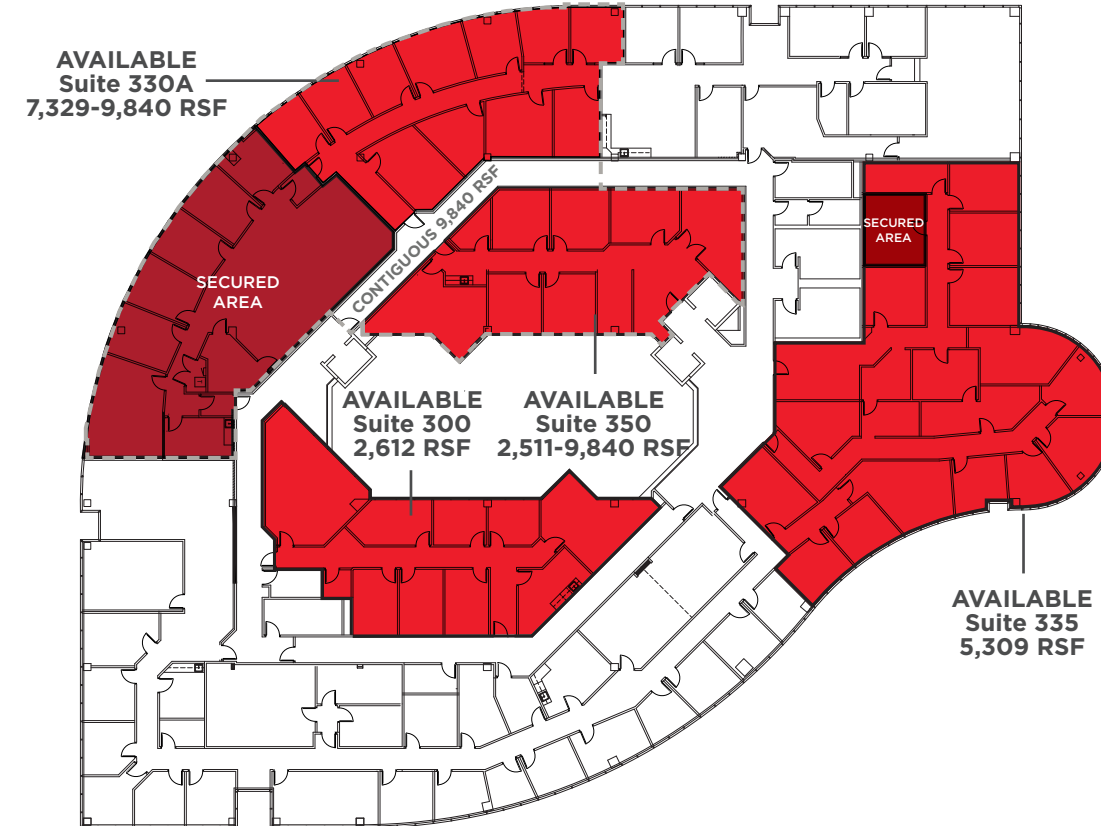 AVAILABLE
Suite 330A
7,329-9,840 RSF
CONTIGUOUS 9,840 RSF
SECURED
AREA
SECURED
AREA
AVAILABLE
Suite 300
2,612 RSF
AVAILABLE
Suite 350
2,511-9,840 RSF
AVAILABLE
Suite 335
5,309 RSF